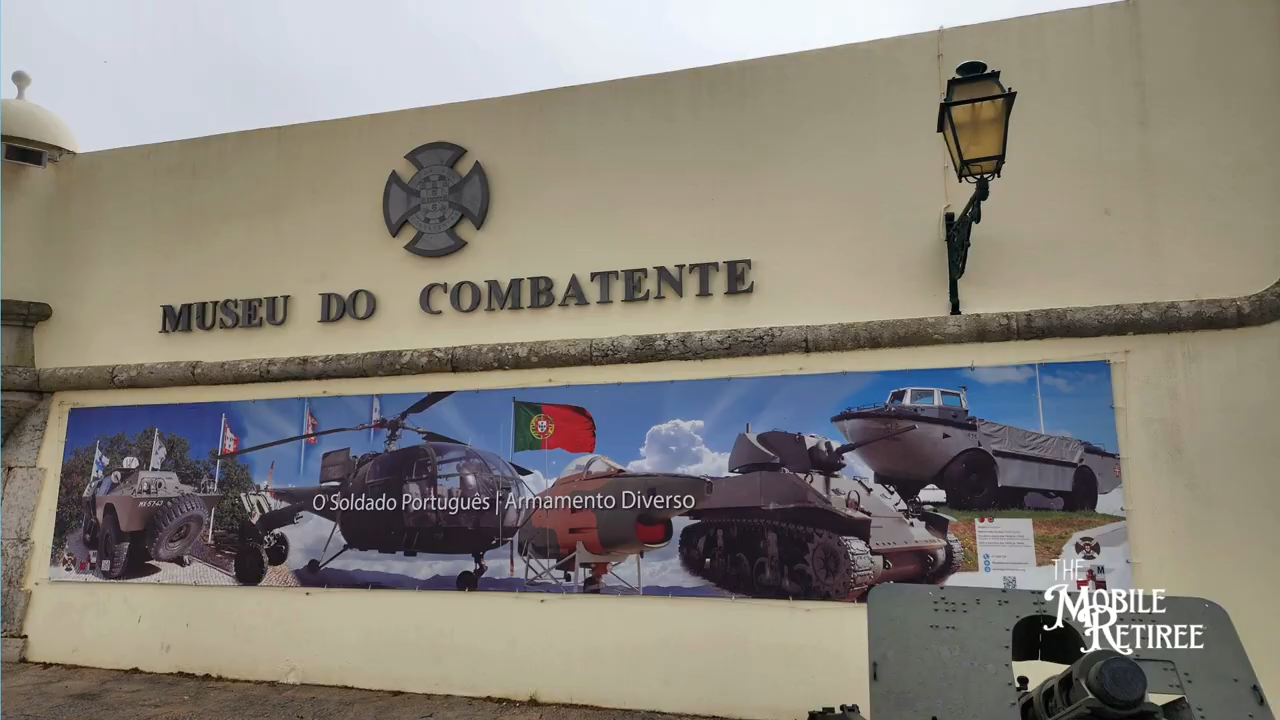 MUSEU DO COMBATENTE
O Soldado Português | Armamento Diverso
THE
MOBILE
RETIREE